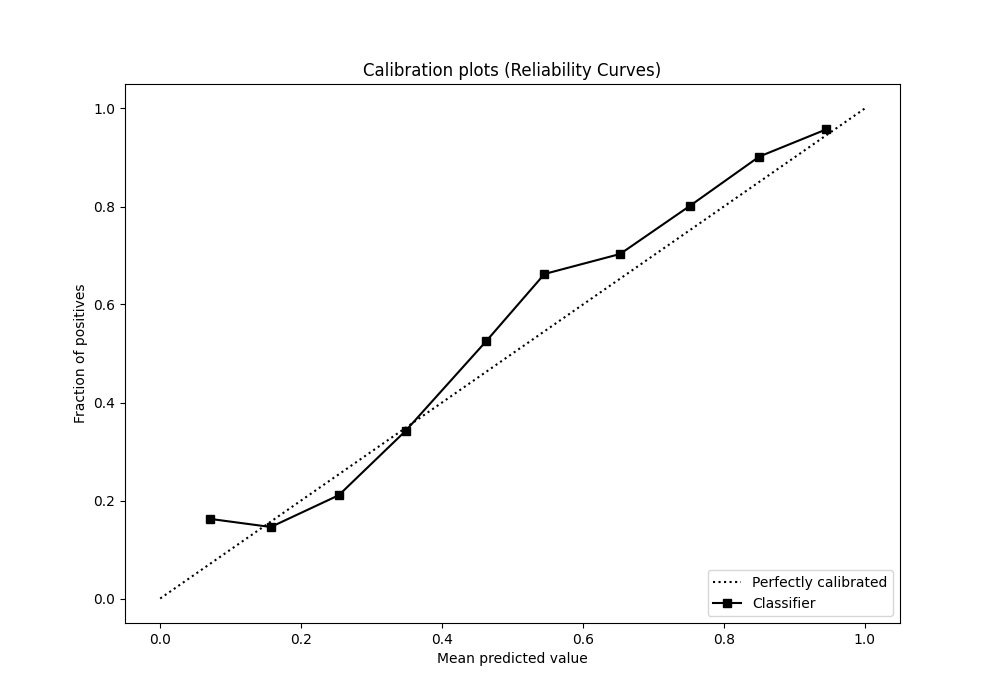 Calibration plots (Reliability Curves)
1.0
0.8
0.6
0.4
0.2
0.0
Fraction of positives
0.0 0.2 0.4 0.6 0.8 1.0
Mean predicted value
Perfectly calibrated
Classifier